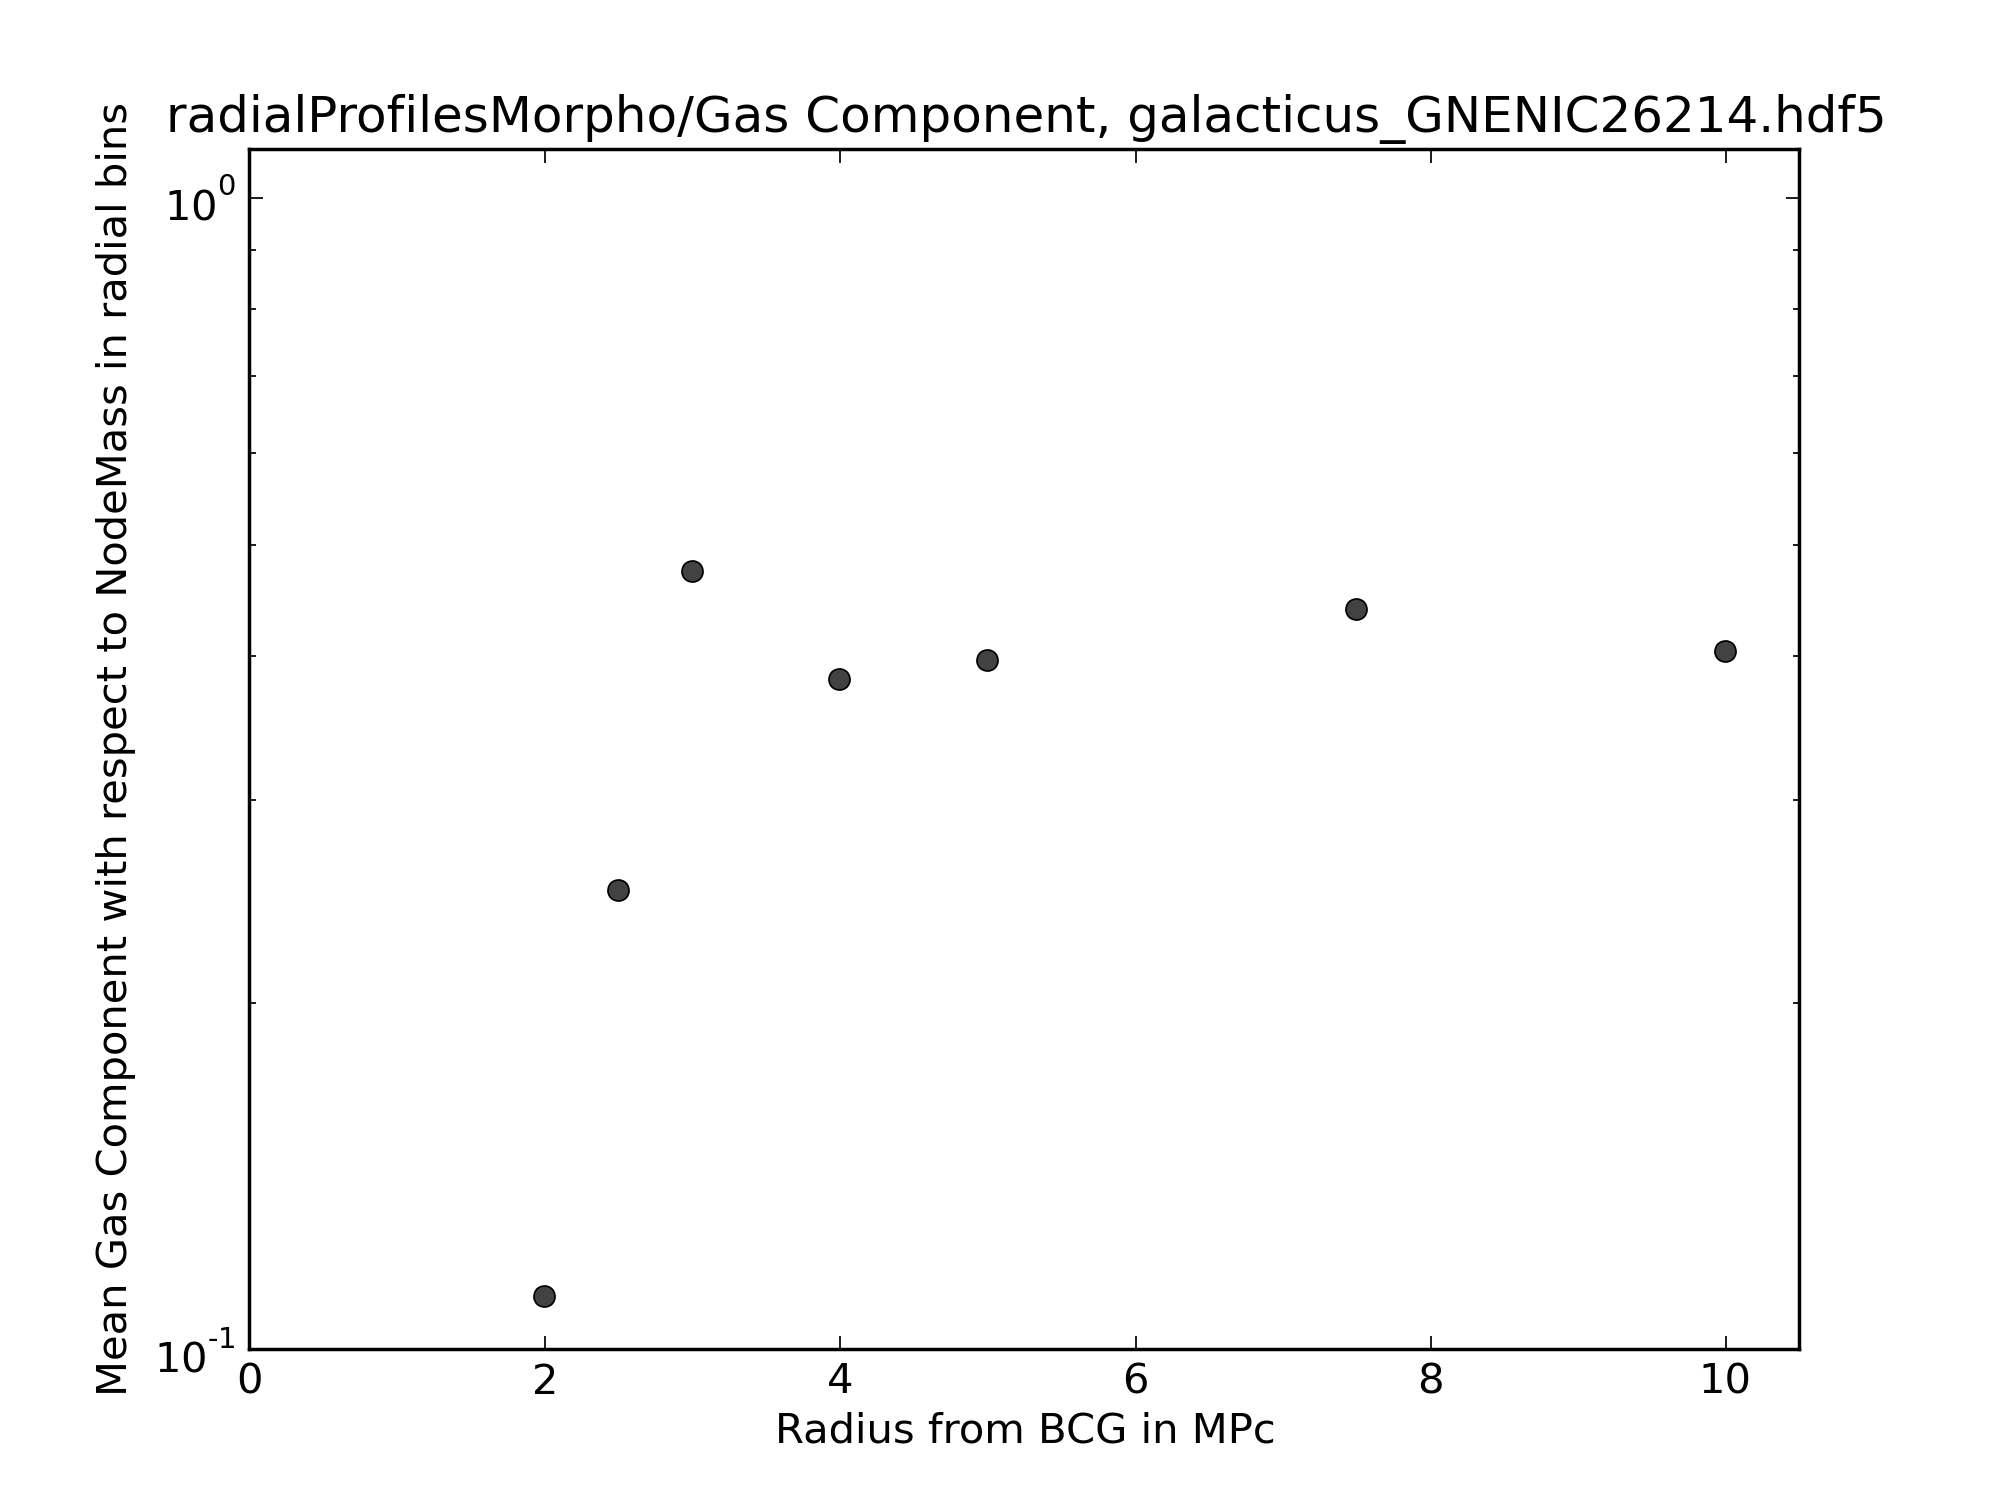 radialProfilesMorpho/Gas Component, galacticus_GNENIC26214.hdf5
Mean Gas Component with respect to NodeMass in radial bins
10^0
10^-1
0 2 4 6 8 10
Radius from BCG in MPc